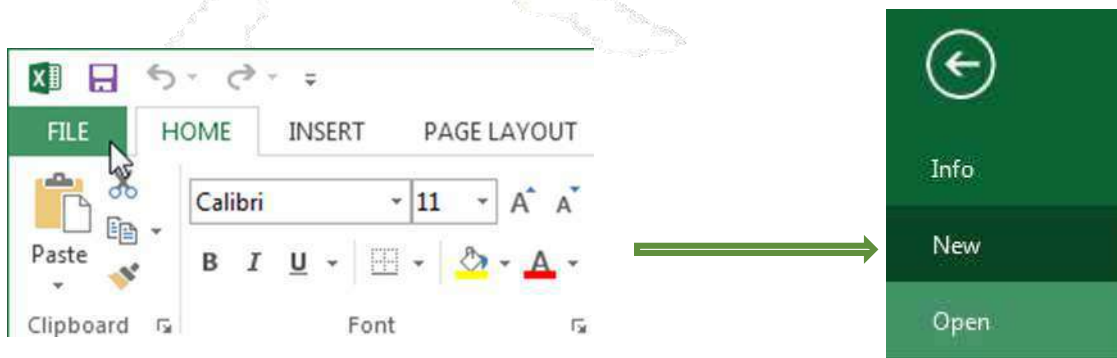 FILE HOME INSERT PAGE LAYOUT
Calibri 11 A A
Paste
B I U A
Clipboard Font
Info
New
Open